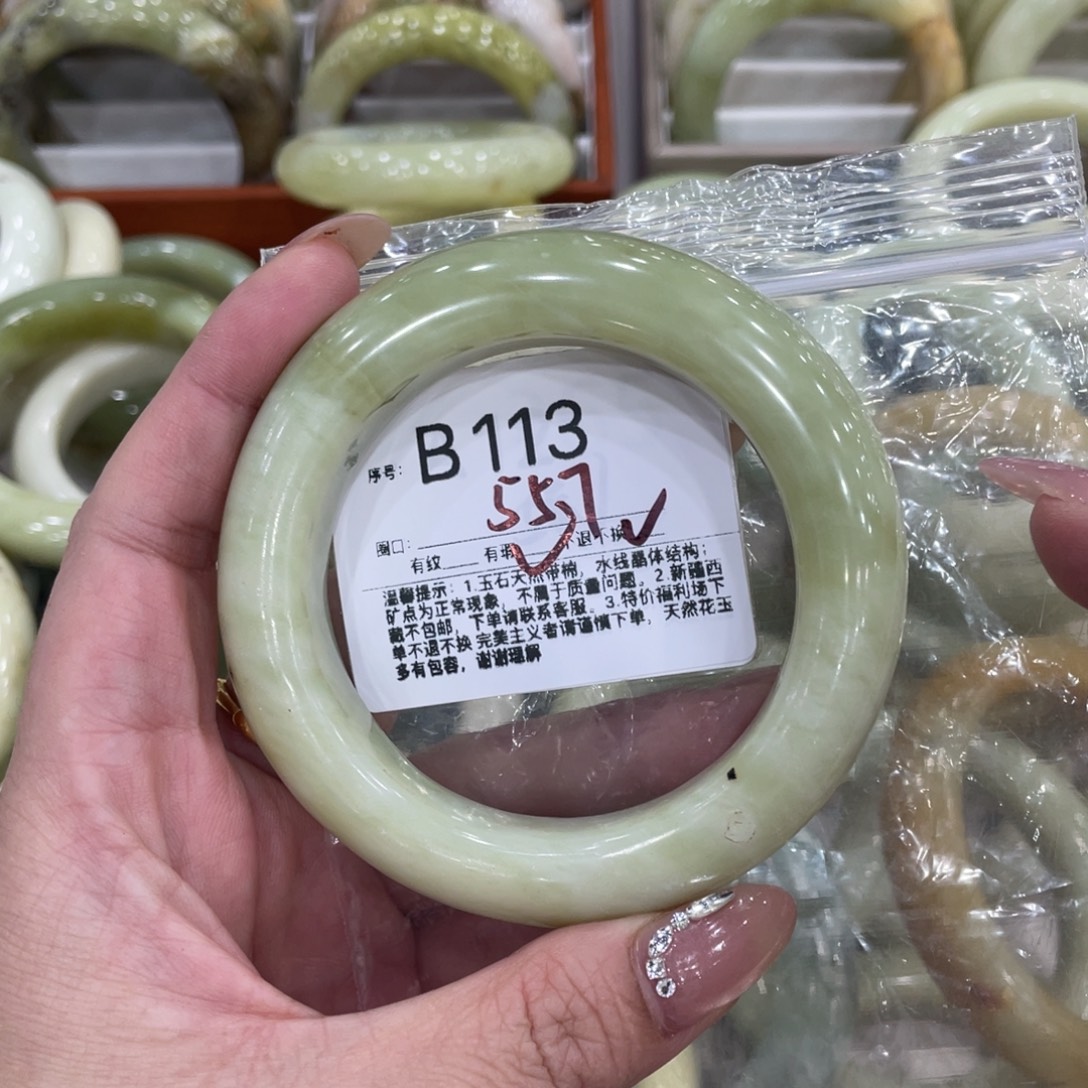 序号: B 113
557
圈口:
有纹 有瑕 退不换
温馨提示: 1.玉石天然带棉, 水线晶体结构;
矿点为正常现象, 不属于质量问题。2.新疆西
藏不包邮, 下单请联系客服。3.特价福利场下
单不退不换 完美主义者请谨慎下单, 天然花玉
多有包容, 谢谢理解